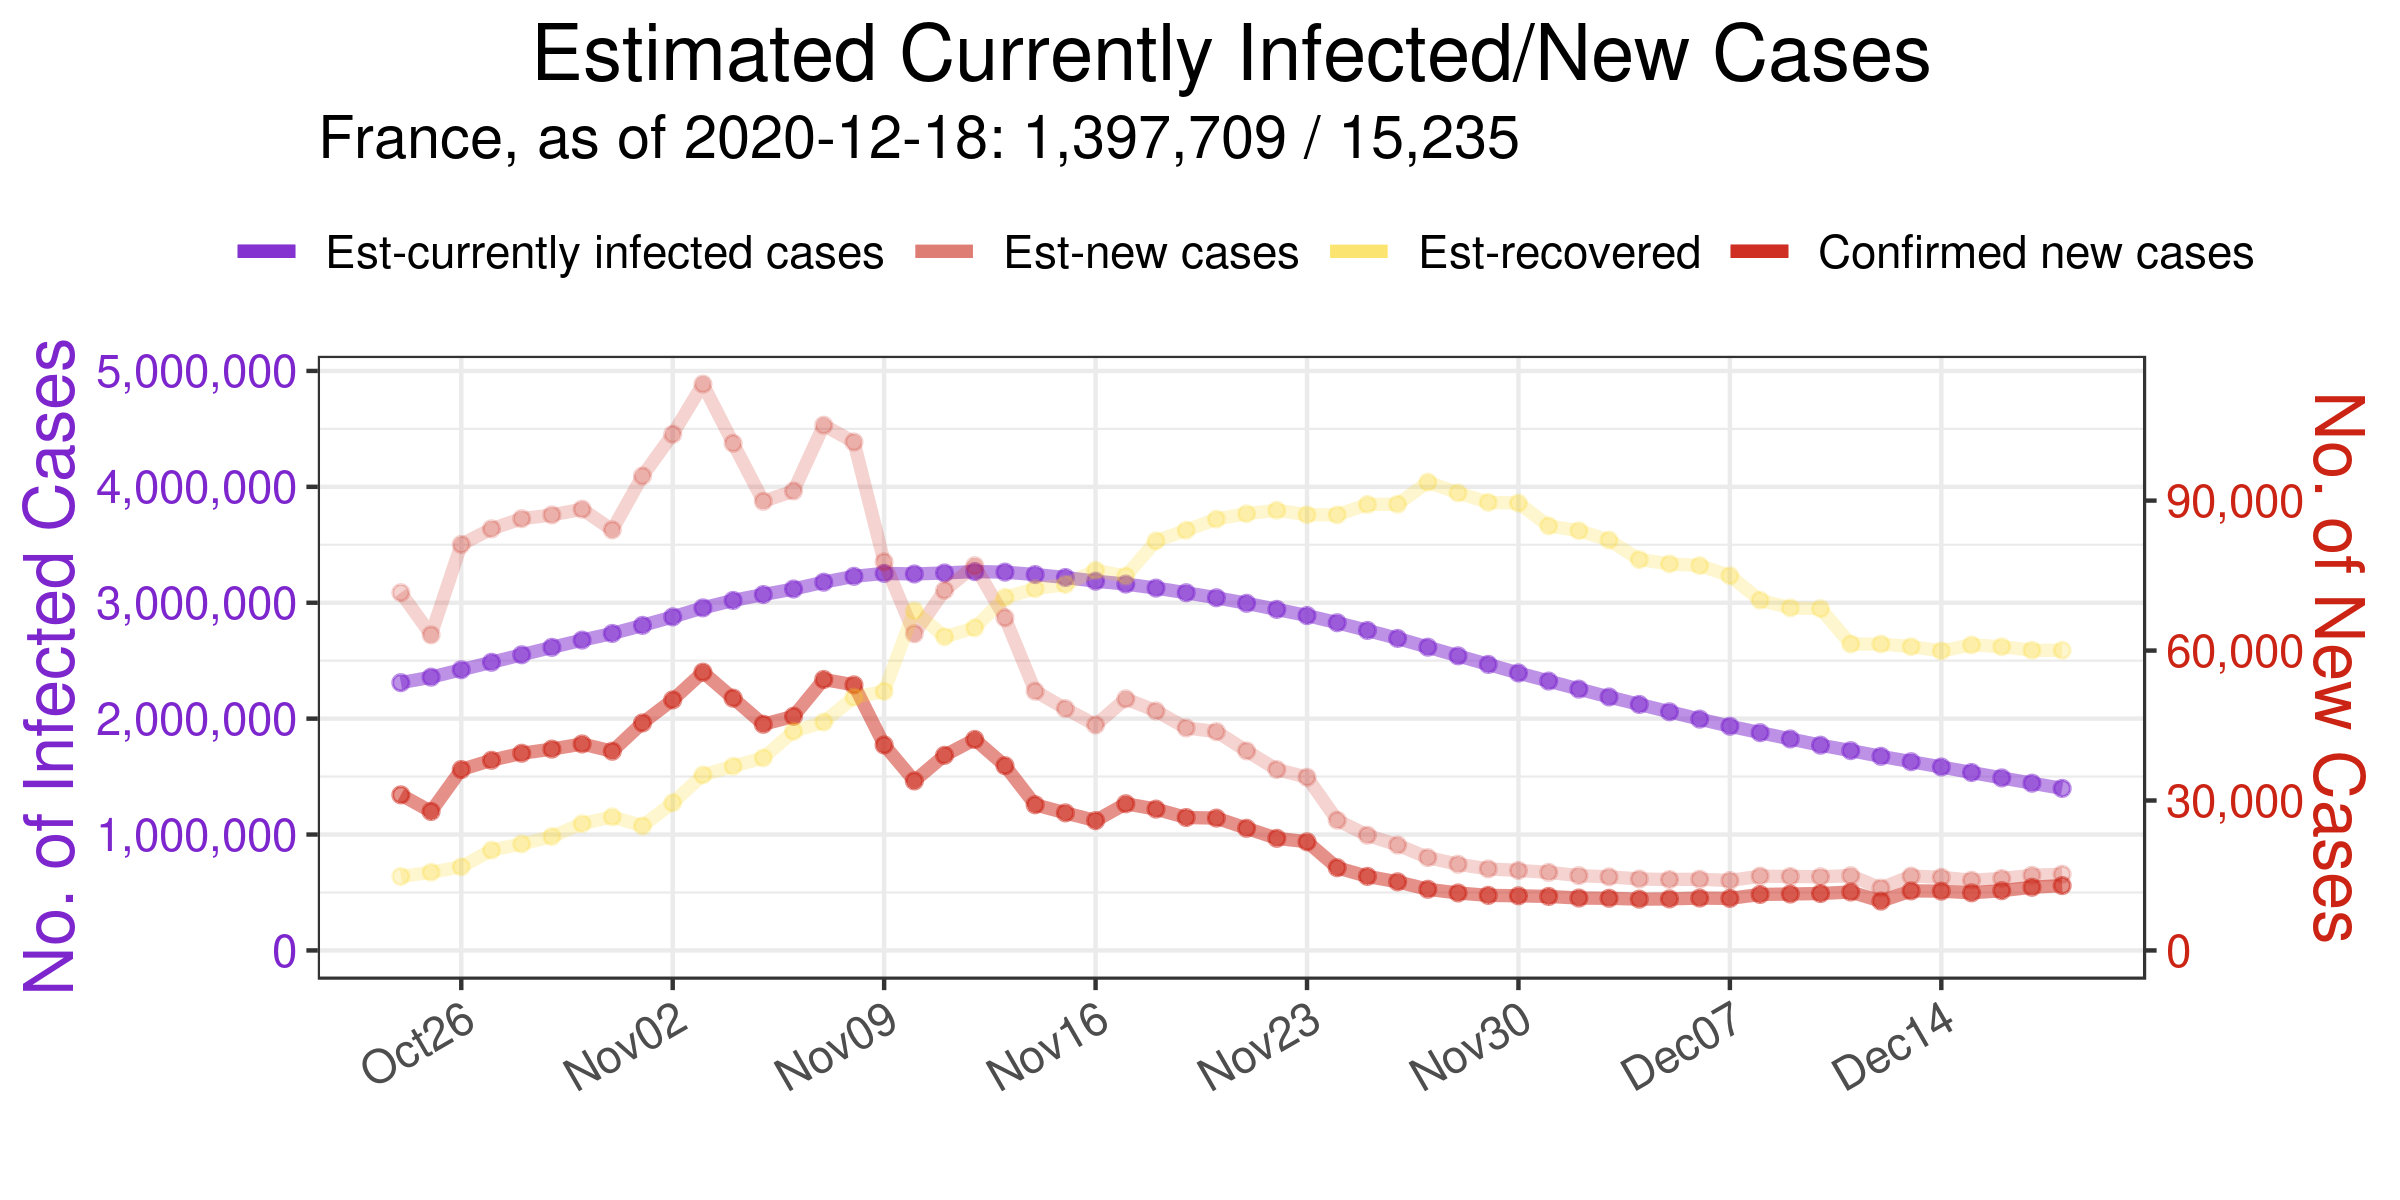 Estimated Currently Infected/New Cases
France, as of 2020-12-18: 1,397,709 / 15,235
Est-currently infected cases Est-new cases Est-recovered Confirmed new cases
No. of Infected Cases
5,000,000
4,000,000
3,000,000
2,000,000
1,000,000
0
90,000
60,000
30,000
0
No. of New Cases
Oct26 Nov02 Nov09 Nov16 Nov23 Nov30 Dec07 Dec14